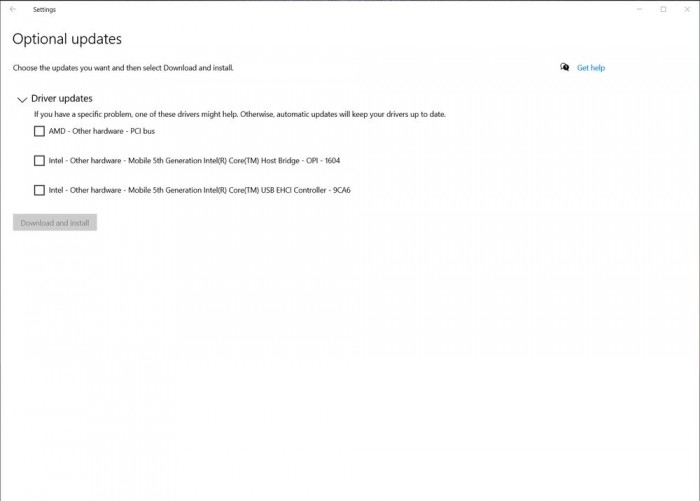 Settings
Optional updates
Choose the updates you want and then select Download and install.
Get help
Driver updates
If you have a specific problem, one of these drivers might help. Otherwise, automatic updates will keep your drivers up to date.
AMD - Other hardware - PCI bus
Intel - Other hardware - Mobile 5th Generation Intel(R) Core(TM) Host Bridge - OPI - 1604
Intel - Other hardware - Mobile 5th Generation Intel(R) Core(TM) USB EHCI Controller - 9CA6
Download and install